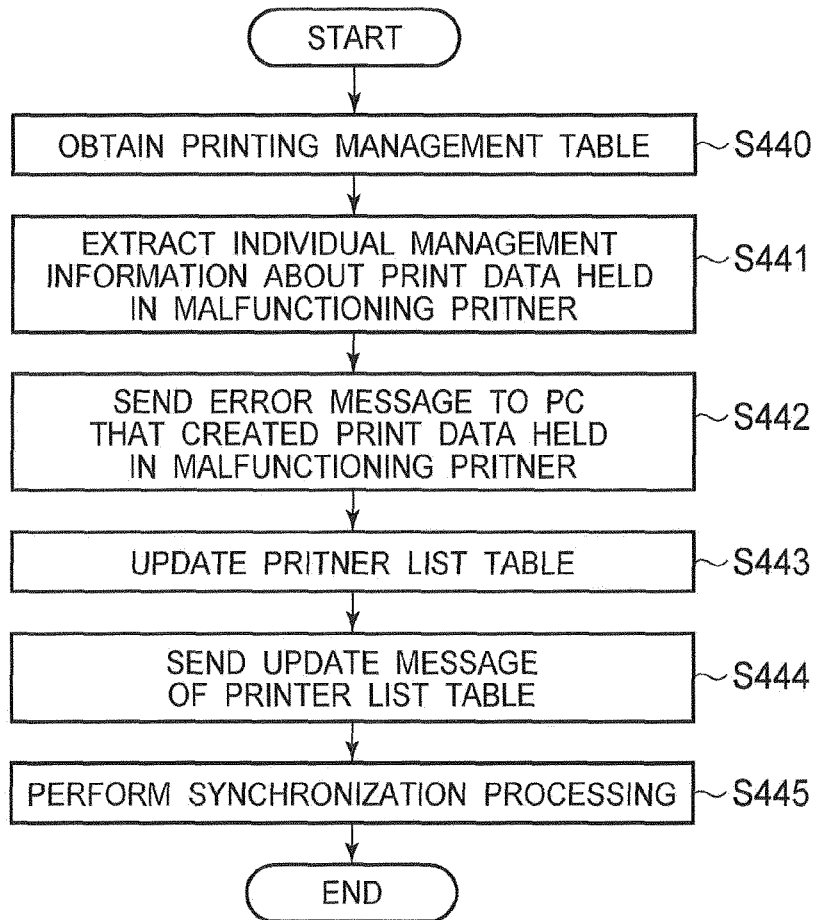 START
OBTAIN PRINTING MANAGEMENT TABLE
S440
EXTRACT INDIVIDUAL MANAGEMENT
INFORMATION ABOUT PRINT DATA HELD
IN MALFUNCTIONING PRITNER
S441
SEND ERROR MESSAGE TO PC
THAT CREATED PRINT DATA HELD
IN MALFUNCTIONING PRITNER
S442
UPDATE PRITNER LIST TABLE
S443
SEND UPDATE MESSAGE
OF PRINTER LIST TABLE
S444
PERFORM SYNCHRONIZATION PROCESSING
S445
END